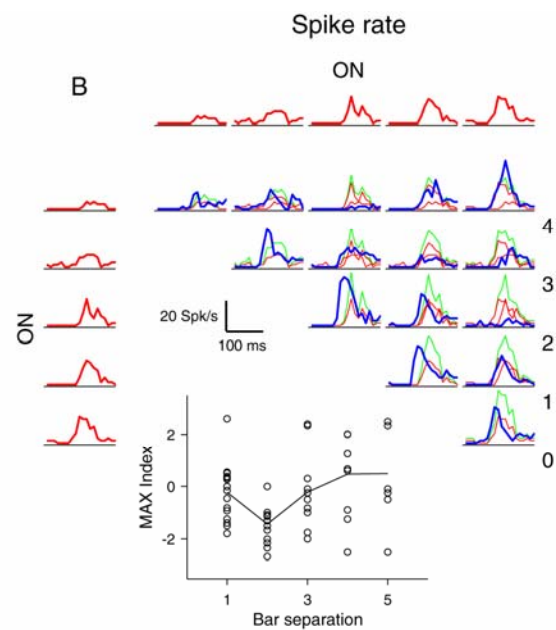 Spike rate
B
ON
4
3
2
1
0
ON
20 Spk/s
100 ms
MAX Index
2
0
-2
1 3 5
Bar separation